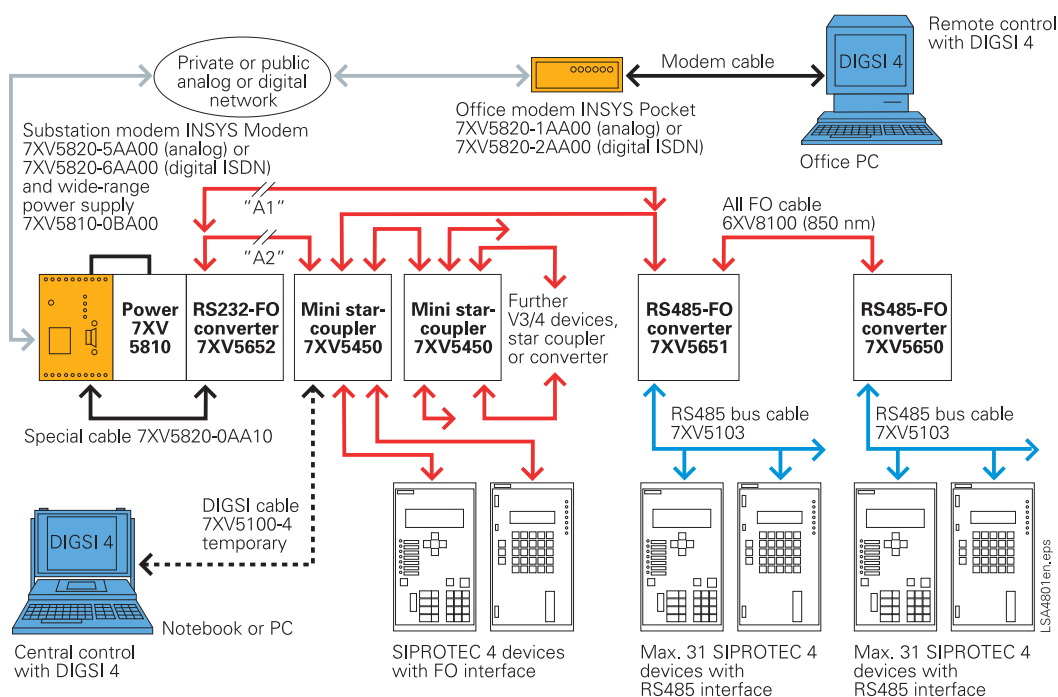 Private or public
analog or digital
network
Modem cable
Remote control
with DIGSI 4
DIGSI 4
Office PC
Office modem INSYS Pocket
7XV5820-1AA00 (analog) or
7XV5820-2AA00 (digital ISDN)
Substation modem INSYS Modem
7XV5820-5AA00 (analog) or
7XV5820-6AA00 (digital ISDN)
and wide-range
power supply
7XV5810-0BA00
"A1"
"A2"
All FO cable
6XV8100 (850 nm)
Power
7XV
5810
RS232-FO
converter
7XV5652
Mini star-
coupler
7XV5450
Mini star-
coupler
7XV5450
Further
V3/4 devices,
star coupler
or converter
RS485-FO
converter
7XV5651
RS485-FO
converter
7XV5650
Special cable 7XV5820-0AA10
RS485 bus cable
7XV5103
RS485 bus cable
7XV5103
DIGSI cable
7XV5100-4
temporary
DIGSI 4
Notebook or PC
Central control
with DIGSI 4
SIPROTEC 4 devices
with FO interface
Max. 31 SIPROTEC 4
devices with
RS485 interface
Max. 31 SIPROTEC 4
devices with
RS485 interface
LSA4801en.eps